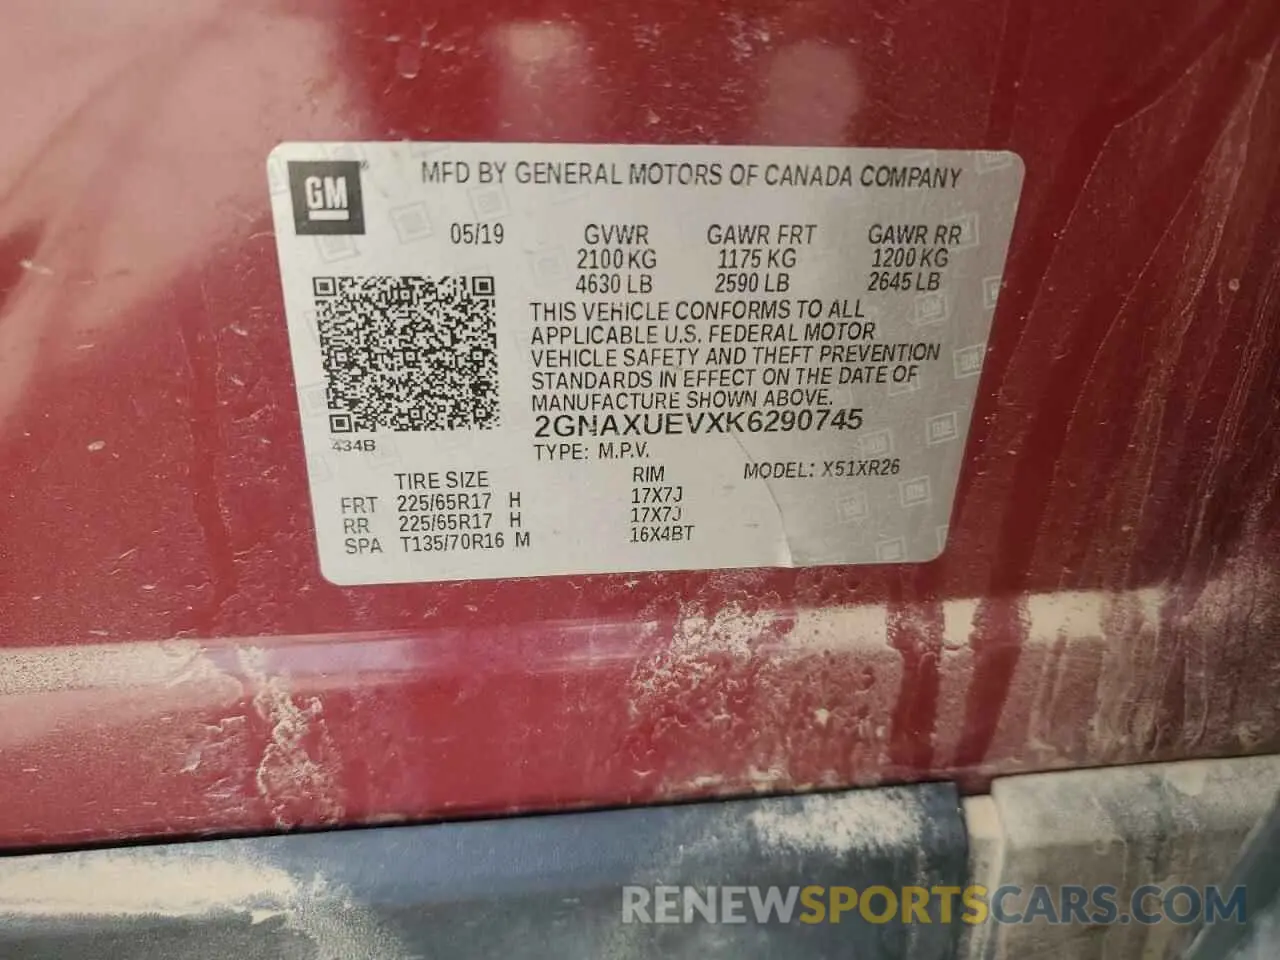 GM® MFD BY GENERAL MOTORS OF CANADA COMPANY
05/19 GVWR GAWR FRT GAWR RR
2100 KG 1175 KG 1200 KG
4630 LB 2590 LB 2645 LB
THIS VEHICLE CONFORMS TO ALL
APPLICABLE U.S. FEDERAL MOTOR
VEHICLE SAFETY AND THEFT PREVENTION
STANDARDS IN EFFECT ON THE DATE OF
MANUFACTURE SHOWN ABOVE.
2GNAXUEVXK6290745
434B
TYPE: M.P.V. MODEL: X51XR26
TIRE SIZE RIM
FRT 225/65R17 H 17X7J
RR 225/65R17 H 17X7J
SPA T135/70R16 M 16X4BT
RENEWSPORTSCARS.COM